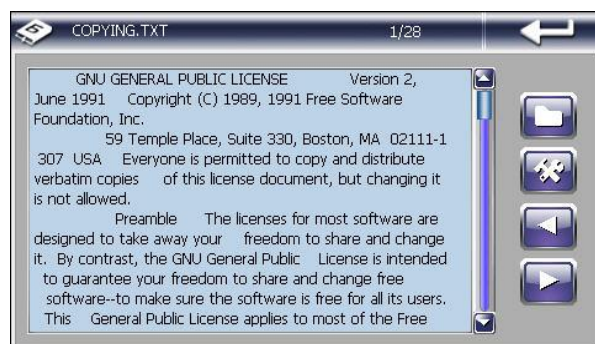 COPYING.TXT 1/28
GNU GENERAL PUBLIC LICENSE Version 2,
June 1991 Copyright (C) 1989, 1991 Free Software
Foundation, Inc.
59 Temple Place, Suite 330, Boston, MA 02111-1
307 USA Everyone is permitted to copy and distribute
verbatim copies of this license document, but changing it
is not allowed.
Preamble The licenses for most software are
designed to take away your freedom to share and change
it. By contrast, the GNU General Public License is intended
to guarantee your freedom to share and change free
software--to make sure the software is free for all its users.
This General Public License applies to most of the Free